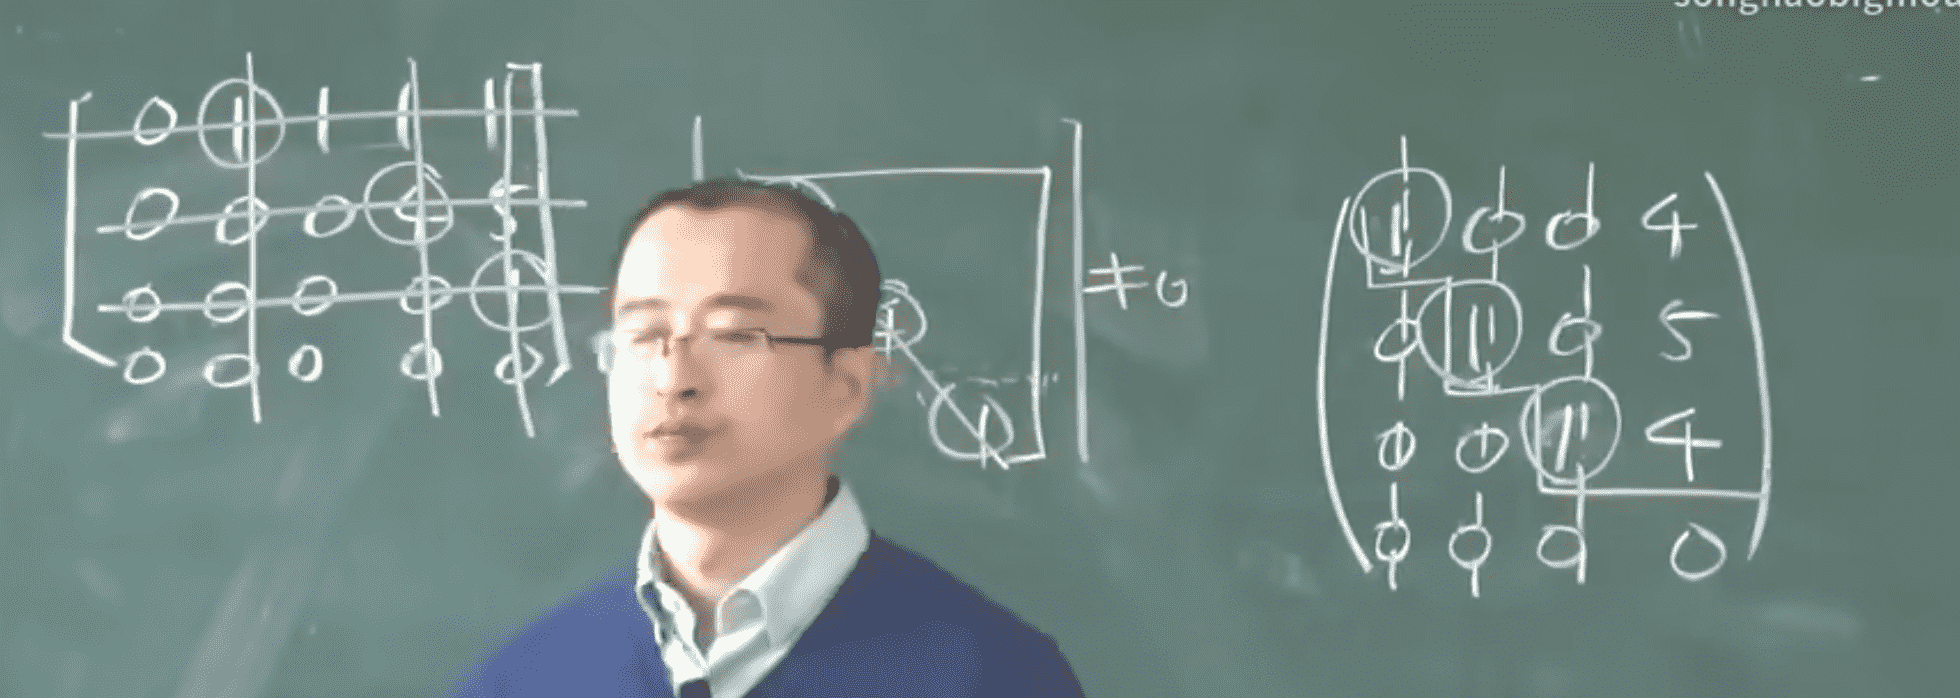 songhaobigmou
0 1 1 1 1
0 0 0 4 5
0 0 0 0 1
0 0 0 0 0
≠0
1 0 0 4
0 1 0 5
0 0 1 4
0 0 0 0